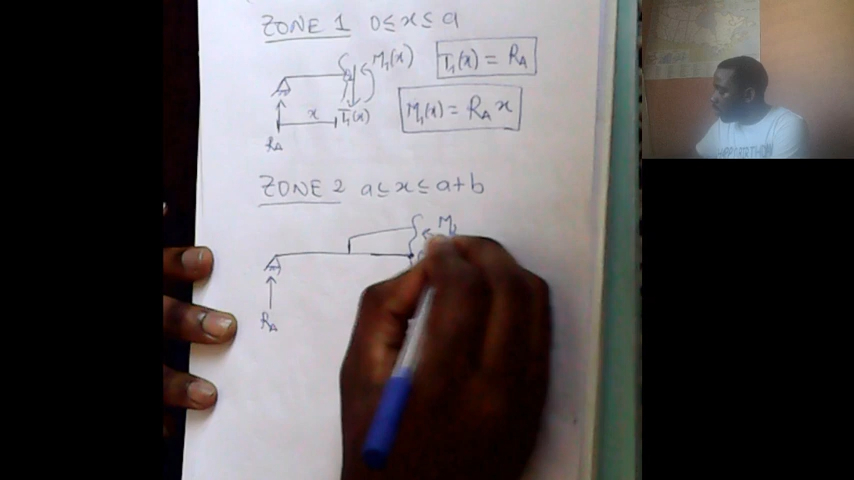 ZONE 1 0 ≤ x ≤ a
M₁(x)
T₁(x) = R_A
x
T₁(x)
M₁(x) = R_A x
R_A
ZONE 2 a ≤ x ≤ a+b
R_A